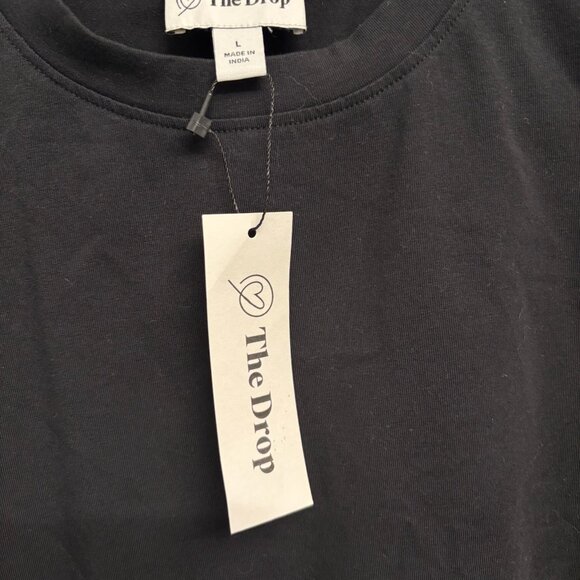 The Drop
L
MADE IN
INDIA
The Drop